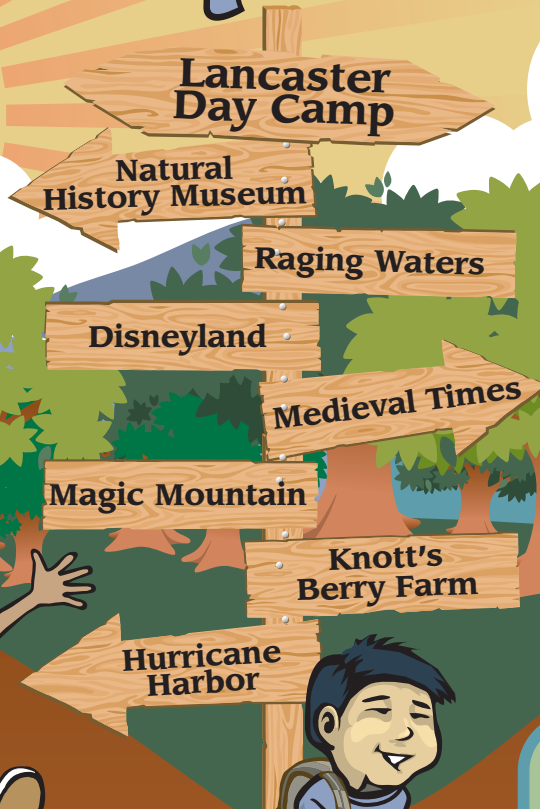 Lancaster
Day Camp
Natural
History Museum
Raging Waters
Disneyland
Medieval Times
Magic Mountain
Knott's
Berry Farm
Hurricane
Harbor